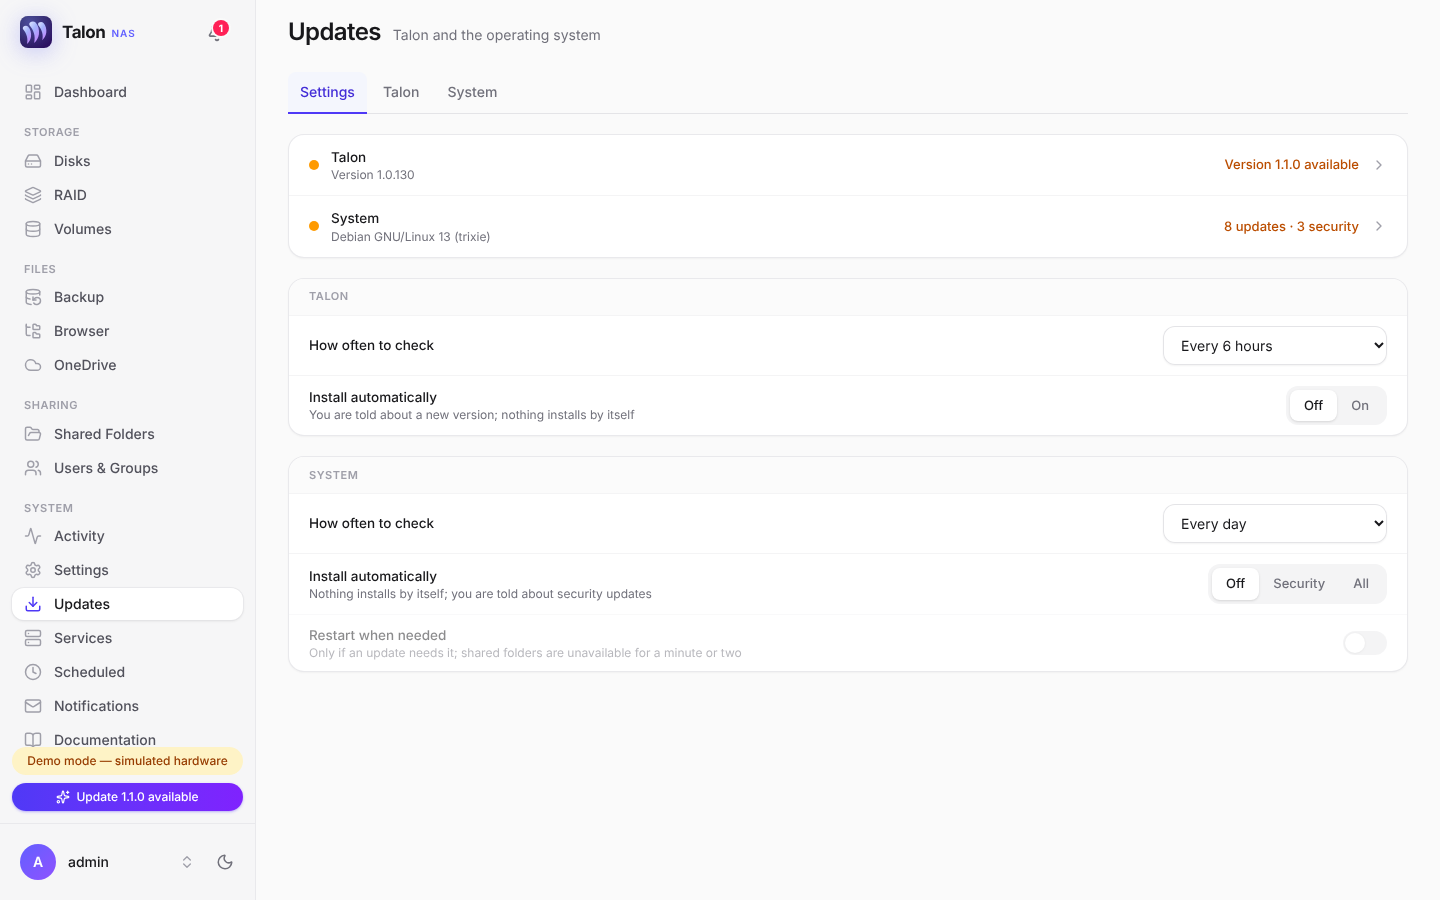 Talon NAS
1
Dashboard
STORAGE
Disks
RAID
Volumes
FILES
Backup
Browser
OneDrive
SHARING
Shared Folders
Users & Groups
SYSTEM
Activity
Settings
Updates
Services
Scheduled
Notifications
Documentation
Demo mode — simulated hardware
Update 1.1.0 available
A
admin
Updates Talon and the operating system
Settings Talon System
Talon
Version 1.0.130
Version 1.1.0 available
System
Debian GNU/Linux 13 (trixie)
8 updates · 3 security
TALON
How often to check
Every 6 hours
Install automatically
You are told about a new version; nothing installs by itself
Off On
SYSTEM
How often to check
Every day
Install automatically
Nothing installs by itself; you are told about security updates
Off Security All
Restart when needed
Only if an update needs it; shared folders are unavailable for a minute or two